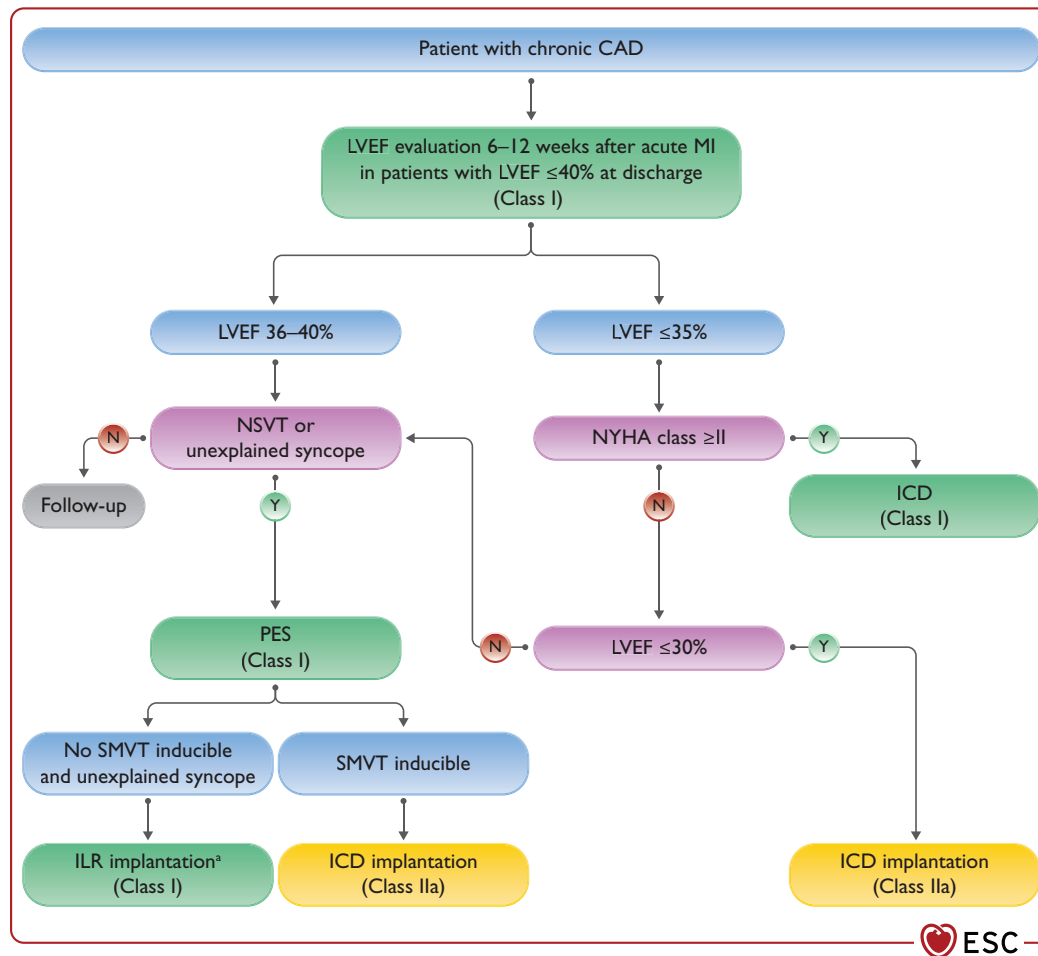 Patient with chronic CAD
LVEF evaluation 6–12 weeks after acute MI
in patients with LVEF ≤40% at discharge
(Class I)
LVEF 36–40%
LVEF ≤35%
NSVT or
unexplained syncope
NYHA class ≥II
N
Y
Follow-up
Y
N
ICD
(Class I)
PES
(Class I)
N
LVEF ≤30%
Y
No SMVT inducible
and unexplained syncope
SMVT inducible
ILR implantationᵃ
(Class I)
ICD implantation
(Class IIa)
ICD implantation
(Class IIa)
ESC